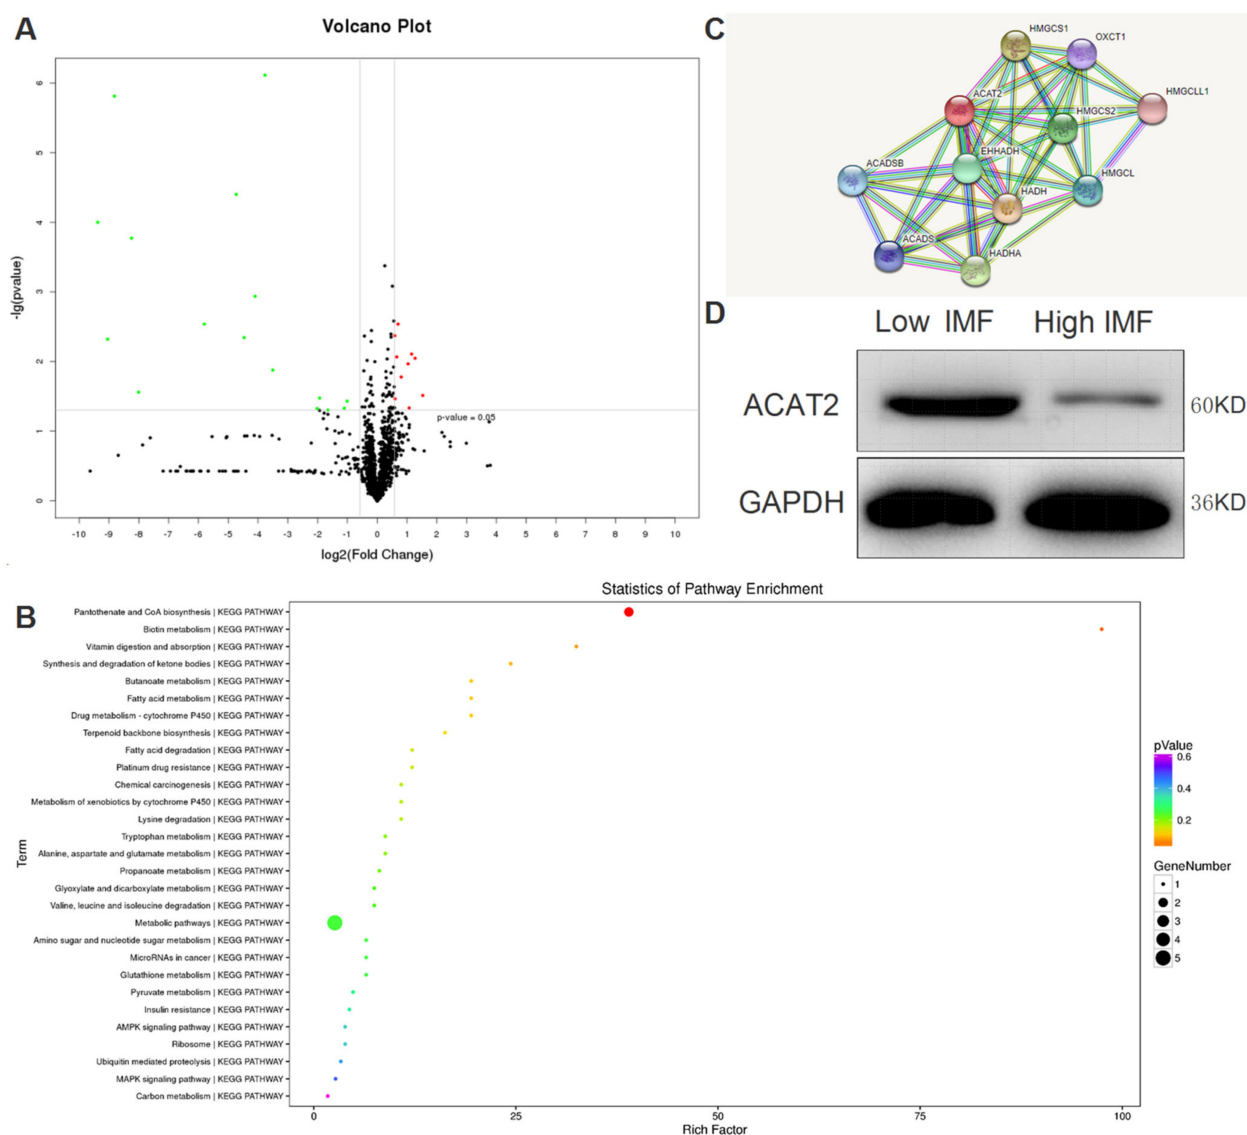 A
Volcano Plot
-lg(pvalue)
6
5
4
3
2
1
0
p-value = 0.05
-10 -9 -8 -7 -6 -5 -4 -3 -2 -1 0 1 2 3 4 5 6 7 8 9 10
log2(Fold Change)
C
HMGCS1
OXCT1
ACAT2
HMGCLL1
HMGCS2
EHHADH
ACADSB
HMGCL
HADH
ACADS
HADHA
D
Low IMF High IMF
ACAT2 60KD
GAPDH 36KD
B
Statistics of Pathway Enrichment
Term
Pantothenate and CoA biosynthesis | KEGG PATHWAY
Biotin metabolism | KEGG PATHWAY
Vitamin digestion and absorption | KEGG PATHWAY
Synthesis and degradation of ketone bodies | KEGG PATHWAY
Butanoate metabolism | KEGG PATHWAY
Fatty acid metabolism | KEGG PATHWAY
Drug metabolism - cytochrome P450 | KEGG PATHWAY
Terpenoid backbone biosynthesis | KEGG PATHWAY
Fatty acid degradation | KEGG PATHWAY
Platinum drug resistance | KEGG PATHWAY
Chemical carcinogenesis | KEGG PATHWAY
Metabolism of xenobiotics by cytochrome P450 | KEGG PATHWAY
Lysine degradation | KEGG PATHWAY
Tryptophan metabolism | KEGG PATHWAY
Alanine, aspartate and glutamate metabolism | KEGG PATHWAY
Propanoate metabolism | KEGG PATHWAY
Glyoxylate and dicarboxylate metabolism | KEGG PATHWAY
Valine, leucine and isoleucine degradation | KEGG PATHWAY
Metabolic pathways | KEGG PATHWAY
Amino sugar and nucleotide sugar metabolism | KEGG PATHWAY
MicroRNAs in cancer | KEGG PATHWAY
Glutathione metabolism | KEGG PATHWAY
Pyruvate metabolism | KEGG PATHWAY
Insulin resistance | KEGG PATHWAY
AMPK signaling pathway | KEGG PATHWAY
Ribosome | KEGG PATHWAY
Ubiquitin mediated proteolysis | KEGG PATHWAY
MAPK signaling pathway | KEGG PATHWAY
Carbon metabolism | KEGG PATHWAY
0 25 50 75 100
Rich Factor
pValue
0.6
0.4
0.2
GeneNumber
1
2
3
4
5